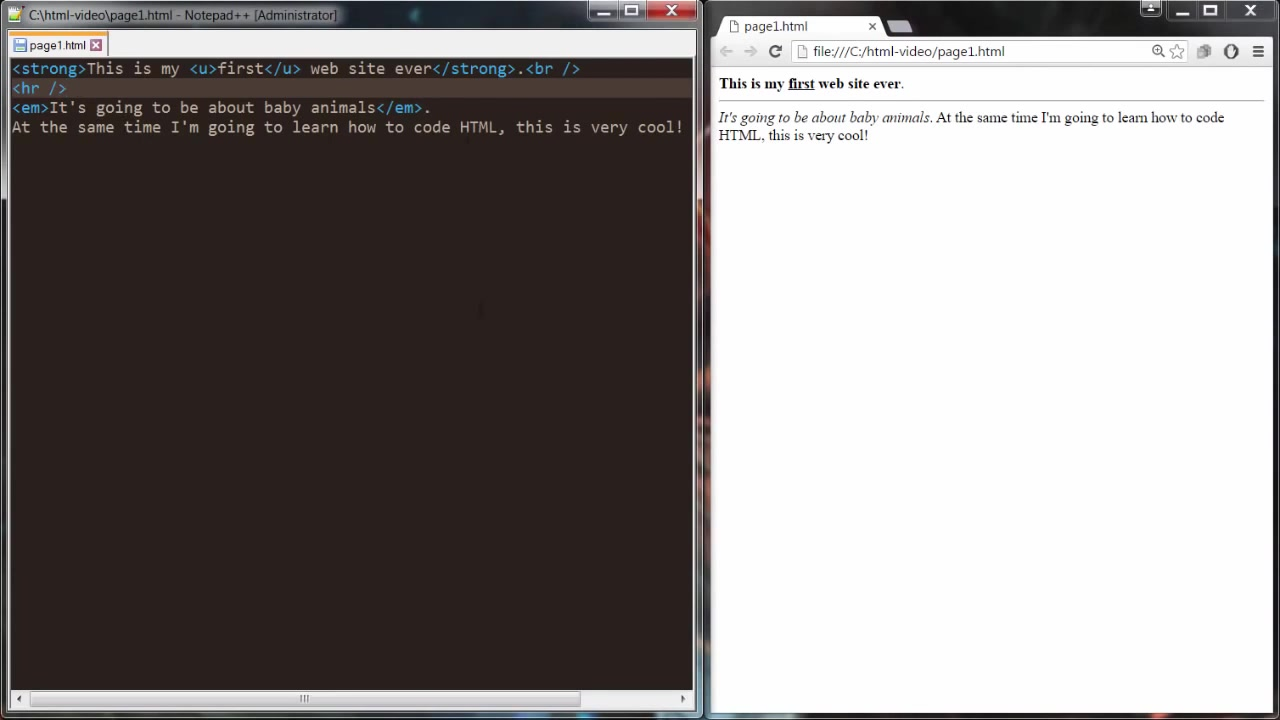 C:\html-video\page1.html - Notepad++ [Administrator]
page1.html
<strong>This is my <u>first</u> web site ever</strong>.<br />
<hr />
<em>It's going to be about baby animals</em>.
At the same time I'm going to learn how to code HTML, this is very cool!
page1.html
file:///C:/html-video/page1.html
This is my first web site ever.
It's going to be about baby animals. At the same time I'm going to learn how to code
HTML, this is very cool!